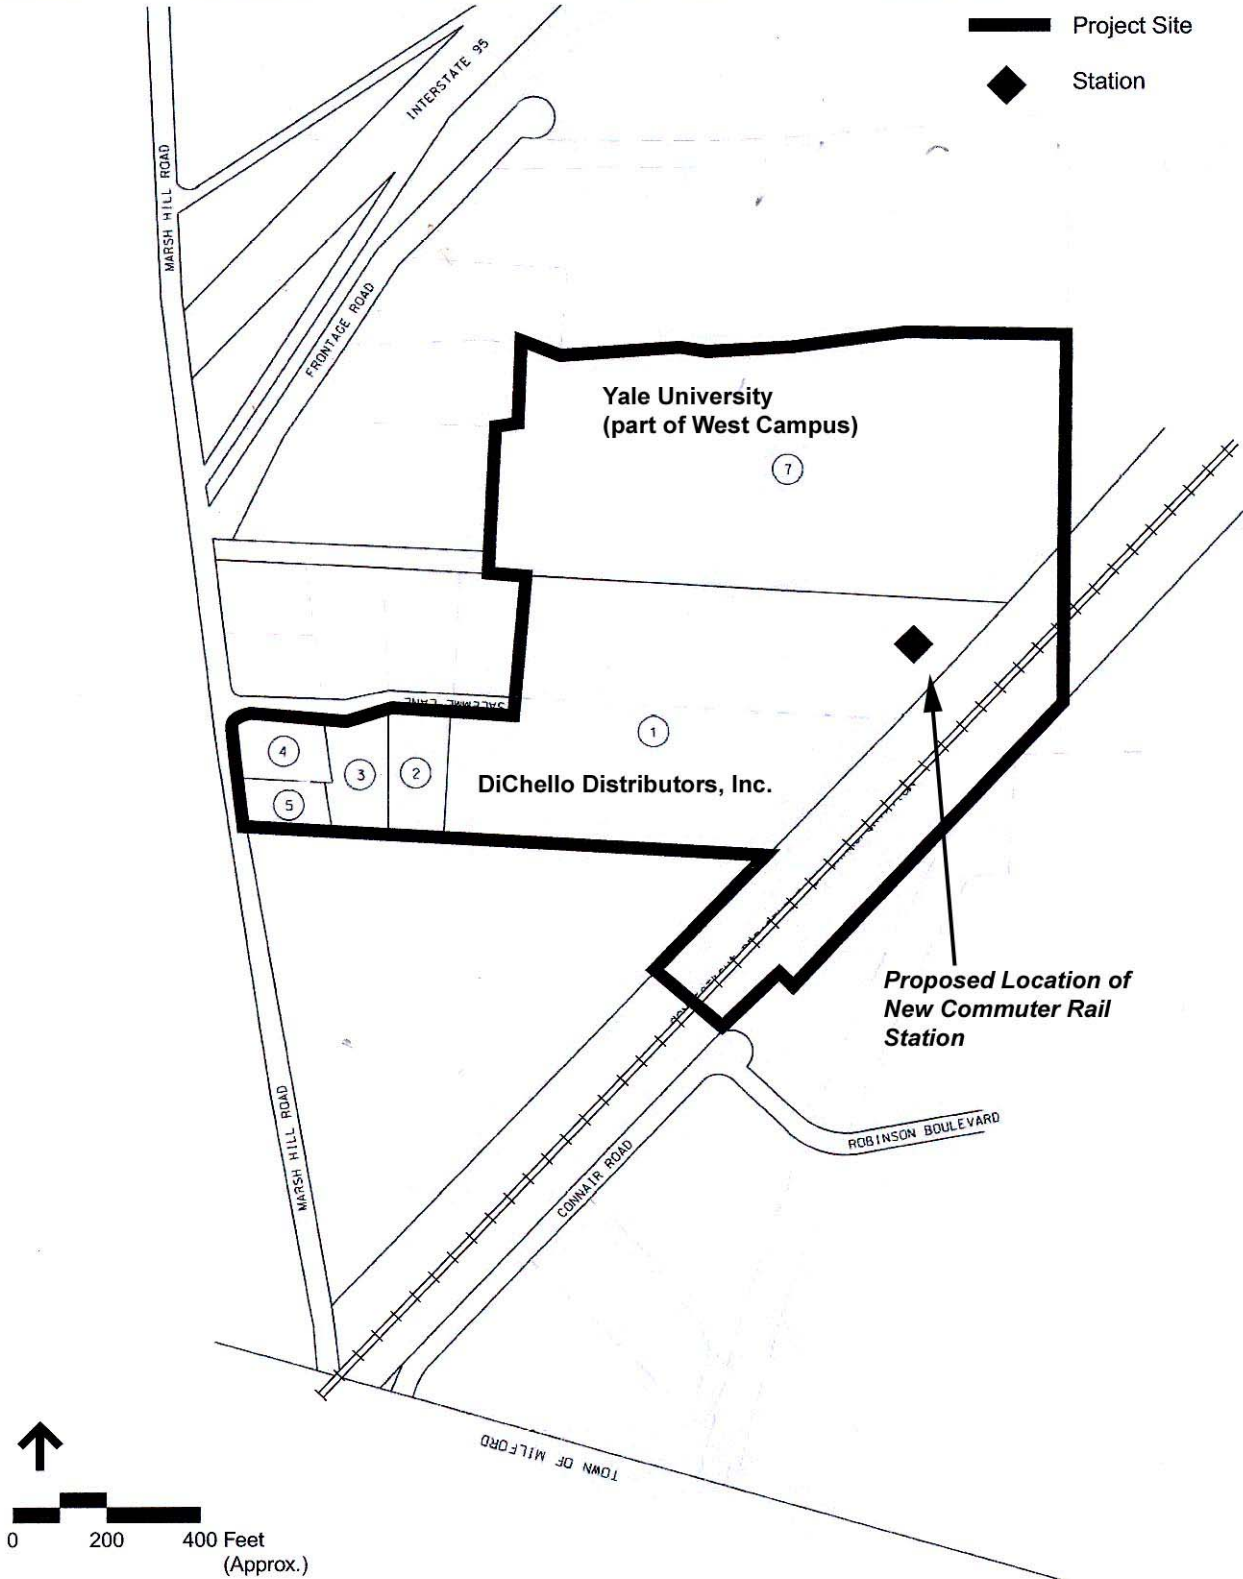 Project Site
Station
INTERSTATE 95
MARSH HILL ROAD
FRONTAGE ROAD
Yale University
(part of West Campus)
7
SALEMME LANE
1
4
3
2
5
DiChello Distributors, Inc.
Proposed Location of
New Commuter Rail
Station
MARSH HILL ROAD
CONNAIR ROAD
ROBINSON BOULEVARD
TOWN OF MILFORD
0 200 400 Feet
(Approx.)